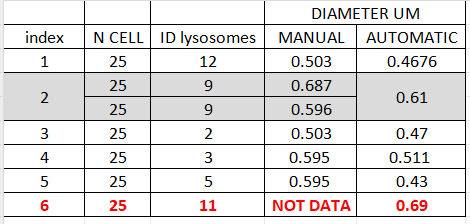 DIAMETER UM
index N CELL ID lysosomes MANUAL AUTOMATIC
1 25 12 0.503 0.4676
2 25 9 0.687 0.61
25 9 0.596
3 25 2 0.503 0.47
4 25 3 0.595 0.511
5 25 5 0.595 0.43
6 25 11 NOT DATA 0.69